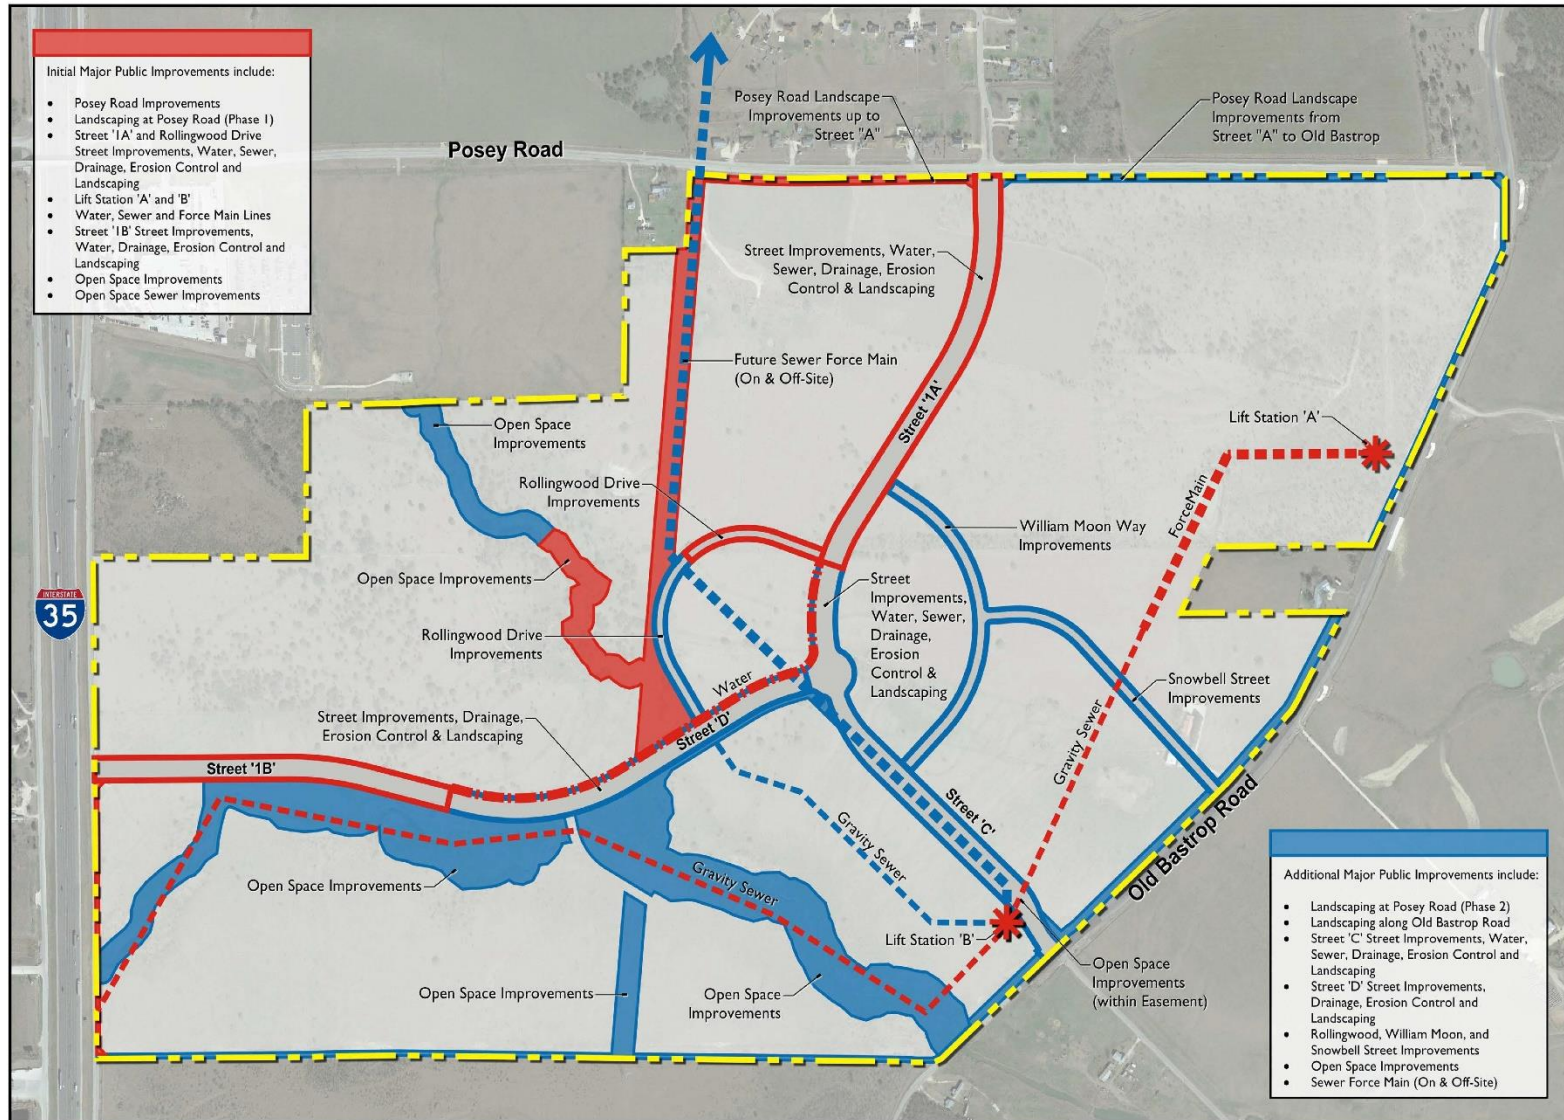 Initial Major Public Improvements include:
• Posey Road Improvements
• Landscaping at Posey Road (Phase 1)
• Street '1A' and Rollingwood Drive
Street Improvements, Water, Sewer,
Drainage, Erosion Control and
Landscaping
• Lift Station 'A' and 'B'
• Water, Sewer and Force Main Lines
• Street '1B' Street Improvements,
Water, Drainage, Erosion Control and
Landscaping
• Open Space Improvements
• Open Space Sewer Improvements
Posey Road
Posey Road Landscape
Improvements up to
Street "A"
Posey Road Landscape
Improvements from
Street "A" to Old Bastrop
Street Improvements, Water,
Sewer, Drainage, Erosion
Control & Landscaping
Future Sewer Force Main
(On & Off-Site)
Street '1A'
Open Space
Improvements
Lift Station 'A'
Rollingwood Drive
Improvements
ForceMain
William Moon Way
Improvements
Open Space Improvements
Street
Improvements,
Water, Sewer,
Drainage,
Erosion
Control &
Landscaping
INTERSTATE
35
Rollingwood Drive
Improvements
Water
Snowbell Street
Improvements
Street Improvements, Drainage,
Erosion Control & Landscaping
Street 'D'
Gravity Sewer
Street '1B'
Street 'C'
Old Bastrop Road
Gravity Sewer
Gravity Sewer
Open Space Improvements
Lift Station 'B'
Open Space Improvements
Open Space
Improvements
Open Space
Improvements
(within Easement)
Additional Major Public Improvements include:
• Landscaping at Posey Road (Phase 2)
• Landscaping along Old Bastrop Road
• Street 'C' Street Improvements, Water,
Sewer, Drainage, Erosion Control and
Landscaping
• Street 'D' Street Improvements,
Drainage, Erosion Control and
Landscaping
• Rollingwood, William Moon, and
Snowbell Street Improvements
• Open Space Improvements
• Sewer Force Main (On & Off-Site)